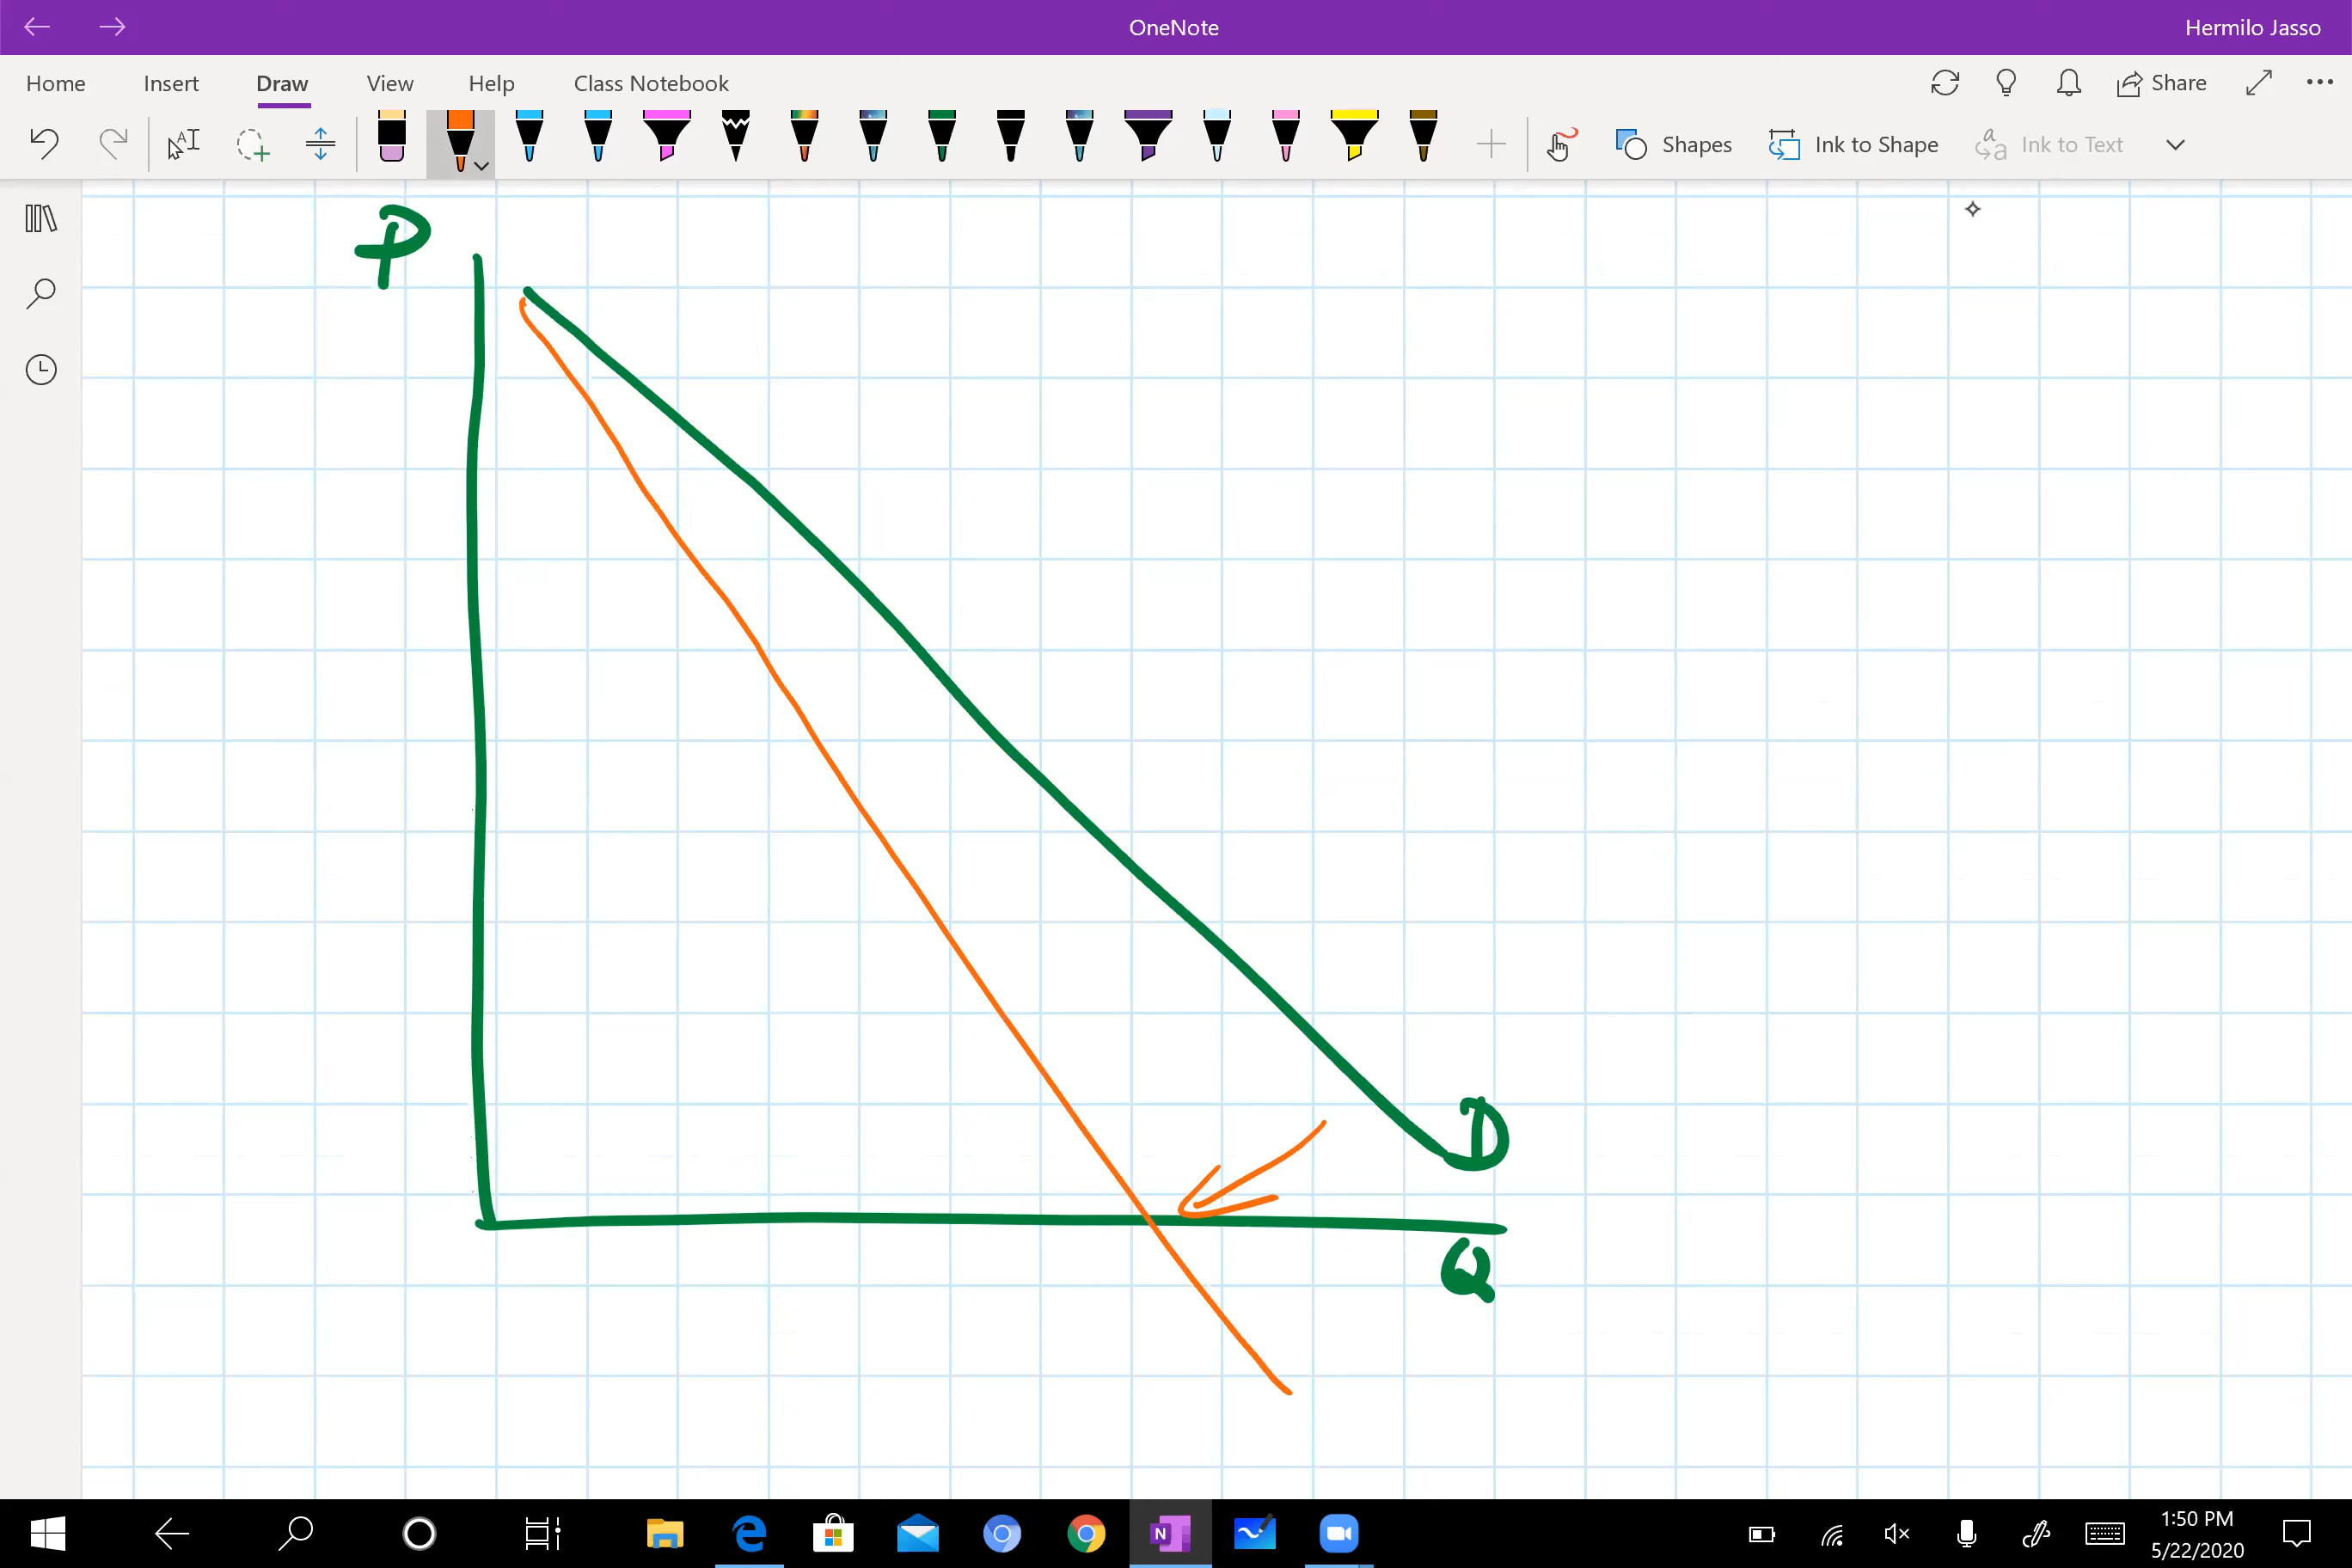 OneNote
Hermilo Jasso
Home Insert Draw View Help Class Notebook Share
Shapes Ink to Shape Ink to Text
P
D
Q
1:50 PM
5/22/2020